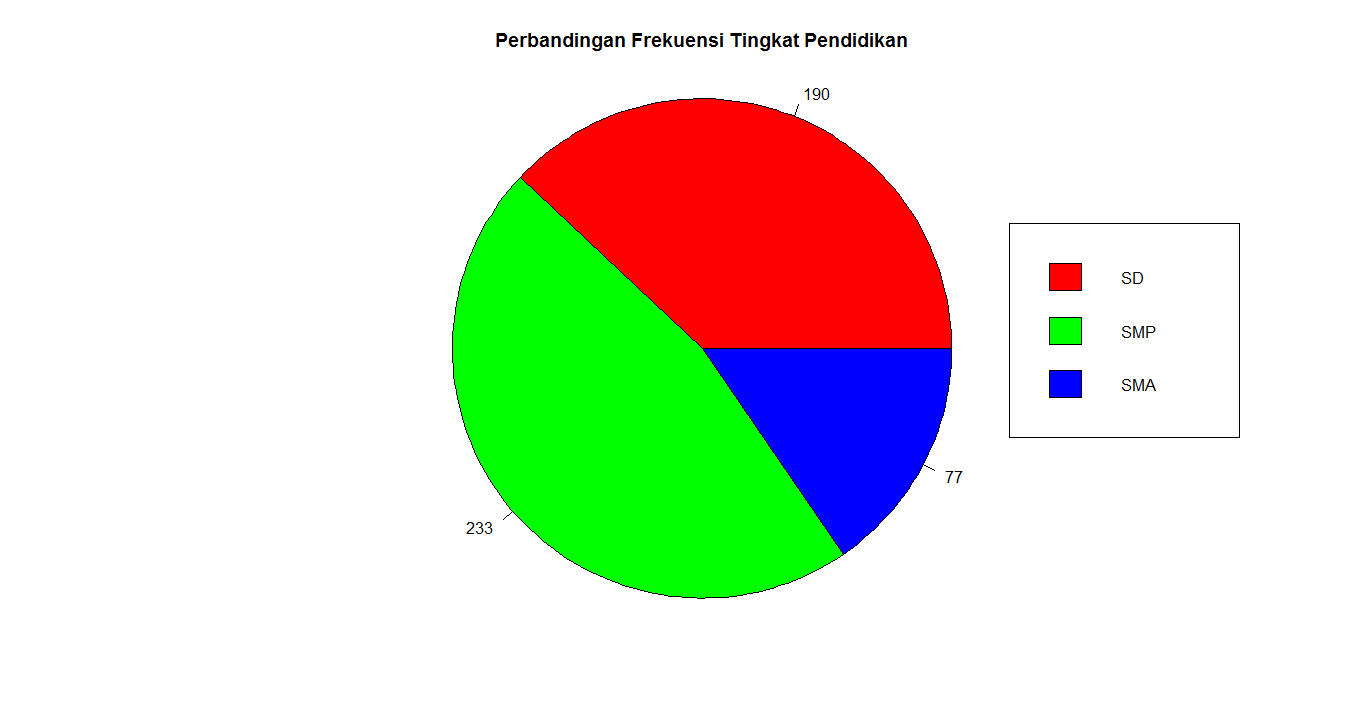 Perbandingan Frekuensi Tingkat Pendidikan
190
SD
SMP
SMA
77
233